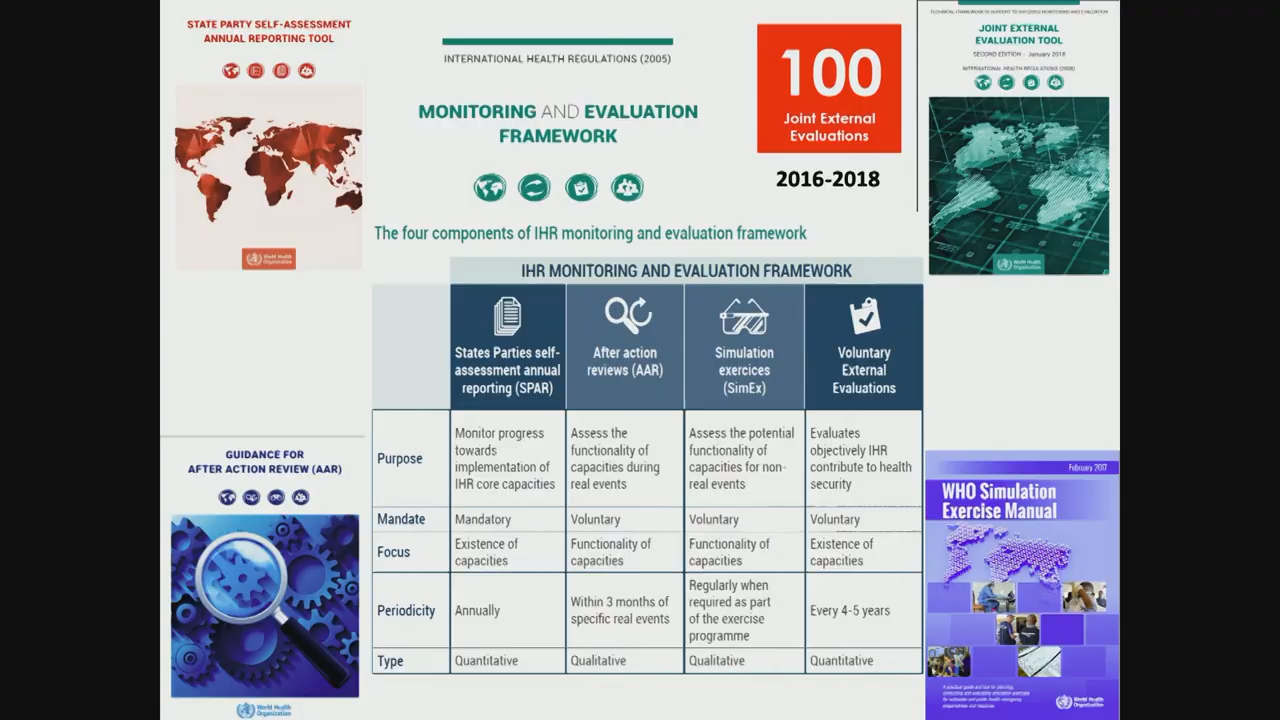 STATE PARTY SELF-ASSESSMENT
ANNUAL REPORTING TOOL
World Health
Organization
INTERNATIONAL HEALTH REGULATIONS (2005)
MONITORING AND EVALUATION
FRAMEWORK
100
Joint External
Evaluations
2016-2018
JOINT EXTERNAL
EVALUATION TOOL
SECOND EDITION - January 2018
INTERNATIONAL HEALTH REGULATIONS (2005)
World Health
Organization
The four components of IHR monitoring and evaluation framework
IHR MONITORING AND EVALUATION FRAMEWORK
States Parties self-
assessment annual
reporting (SPAR)
After action
reviews (AAR)
Simulation
exercices
(SimEx)
Voluntary
External
Evaluations
Purpose
Monitor progress
towards
implementation of
IHR core capacities
Assess the
functionality of
capacities during
real events
Assess the potential
functionality of
capacities for non-
real events
Evaluates
objectively IHR
contribute to health
security
Mandate
Mandatory
Voluntary
Voluntary
Voluntary
Focus
Existence of
capacities
Functionality of
capacities
Functionality of
capacities
Existence of
capacities
Periodicity
Annually
Within 3 months of
specific real events
Regularly when
required as part
of the exercise
programme
Every 4-5 years
Type
Quantitative
Qualitative
Qualitative
Quantitative
GUIDANCE FOR
AFTER ACTION REVIEW (AAR)
World Health
Organization
February 2017
WHO Simulation
Exercise Manual
World Health
Organization